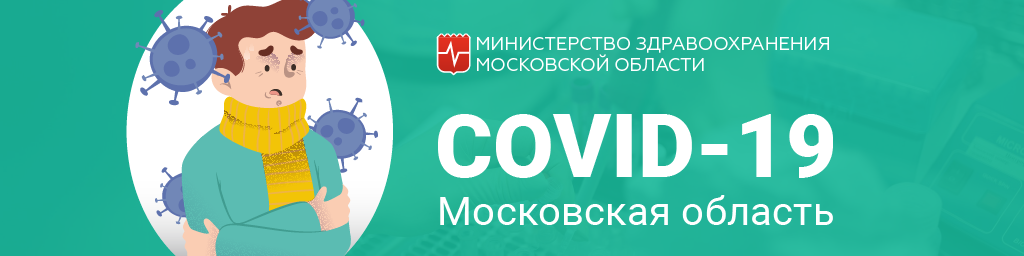 МИНИСТЕРСТВО ЗДРАВООХРАНЕНИЯ
МОСКОВСКОЙ ОБЛАСТИ
COVID-19
Московская область